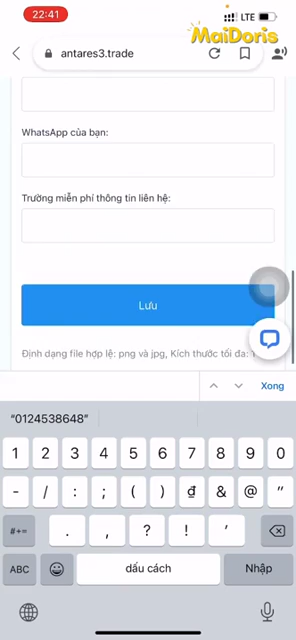 22:41
LTE
MaiDoris
antares3.trade
WhatsApp của bạn:
Trường miễn phí thông tin liên hệ:
Lưu
Định dạng file hợp lệ: png và jpg, Kích thước tối đa:
Xong
“0124538648”
1 2 3 4 5 6 7 8 9 0
- / : ; ( ) ₫ & @ "
#+= . , ? ! ’
ABC dấu cách Nhập